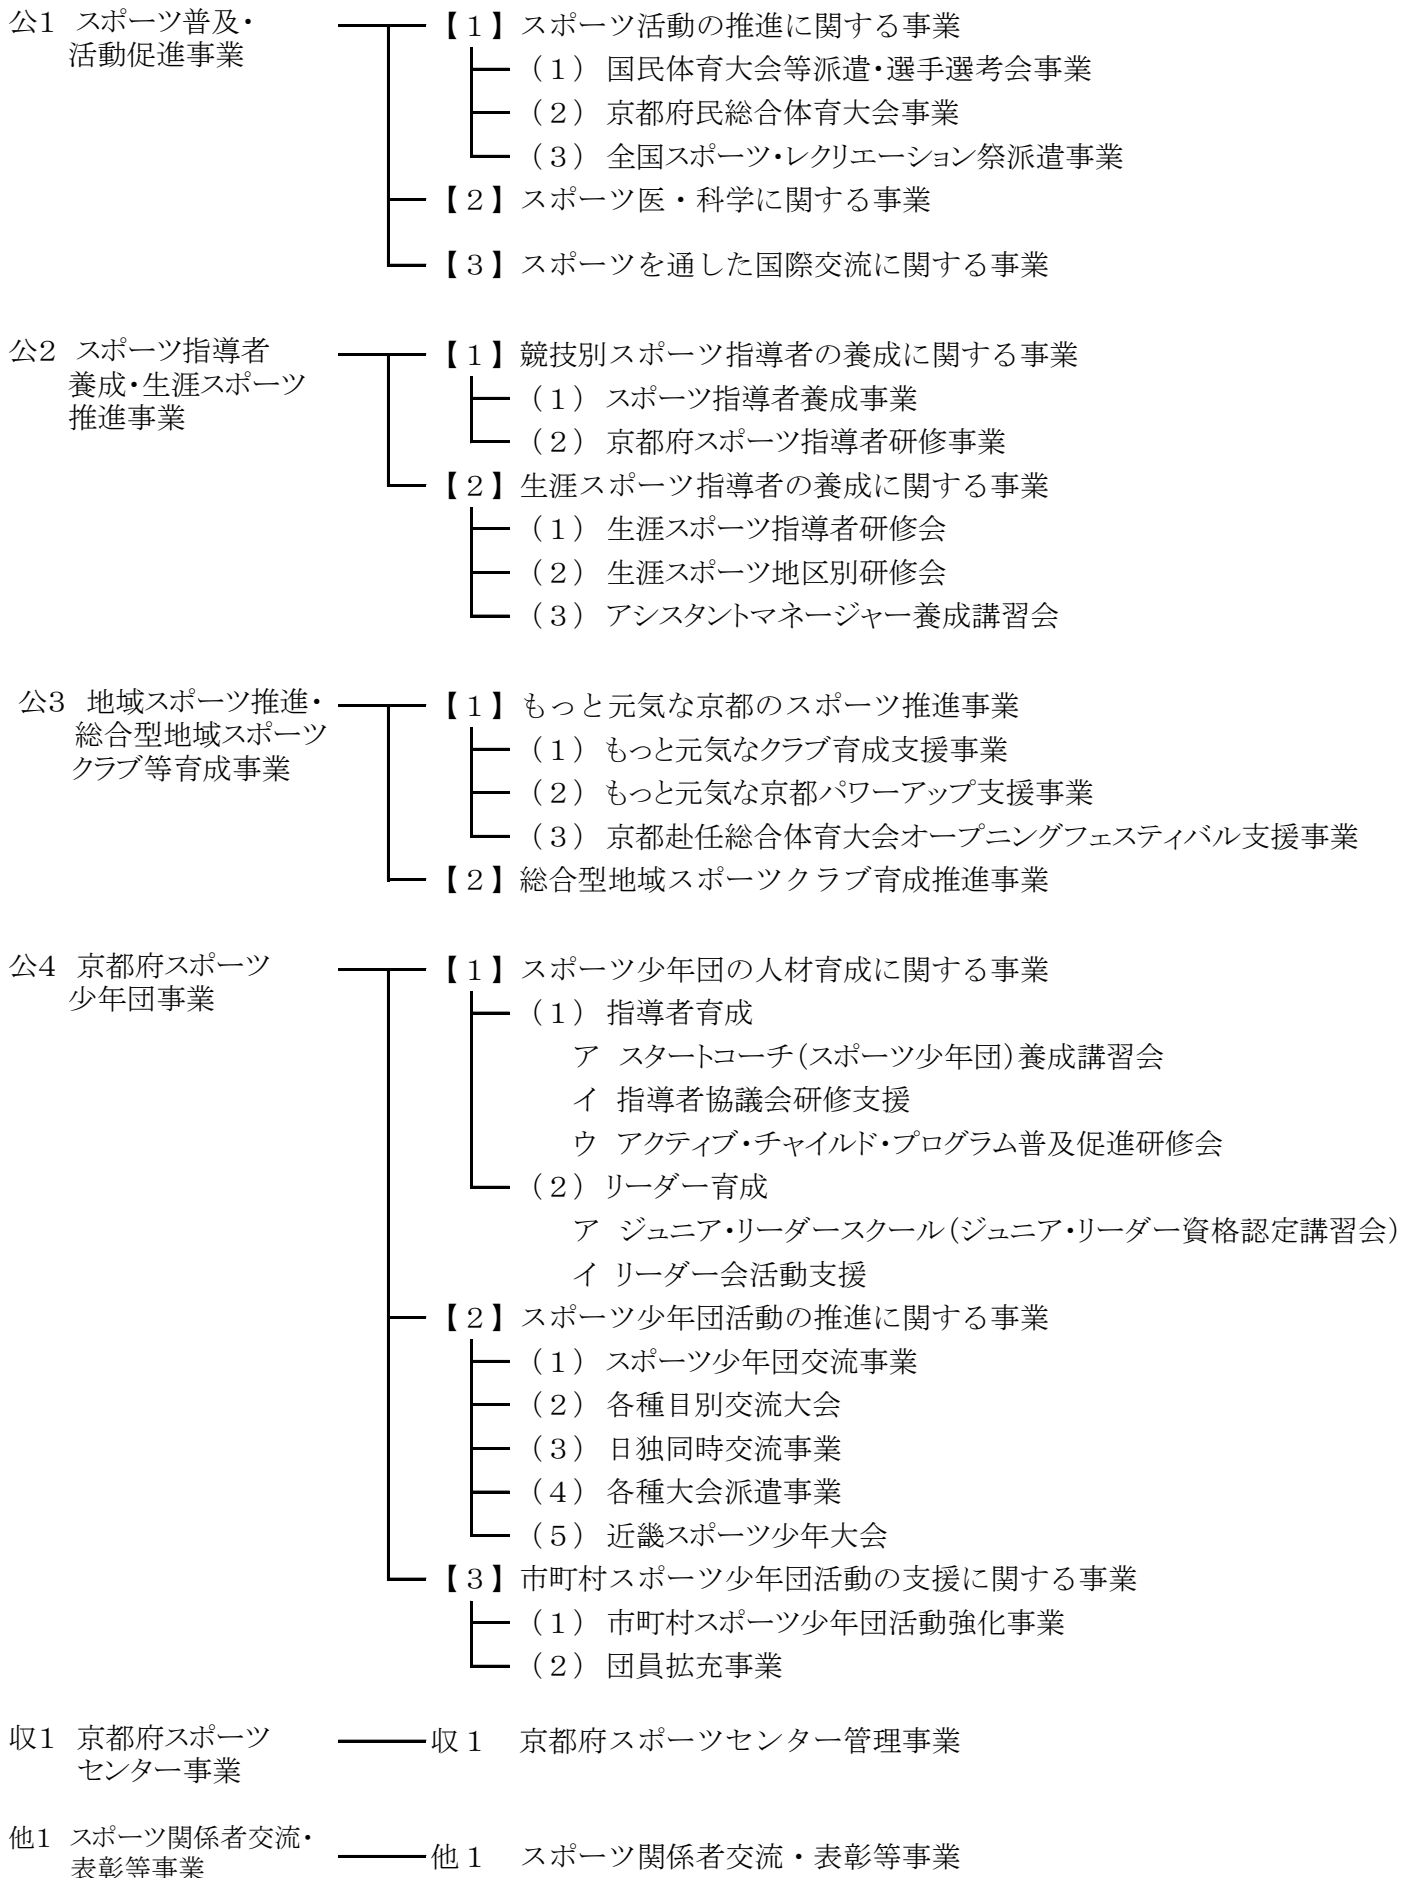 公１ スポーツ普及・
活動促進事業
【１】スポーツ活動の推進に関する事業
（１）国民体育大会等派遣・選手選考会事業
（２）京都府民総合体育大会事業
（３）全国スポーツ・レクリエーション祭派遣事業
【２】スポーツ医・科学に関する事業
【３】スポーツを通した国際交流に関する事業
公２ スポーツ指導者
養成・生涯スポーツ
推進事業
【１】競技別スポーツ指導者の養成に関する事業
（１）スポーツ指導者養成事業
（２）京都府スポーツ指導者研修事業
【２】生涯スポーツ指導者の養成に関する事業
（１）生涯スポーツ指導者研修会
（２）生涯スポーツ地区別研修会
（３）アシスタントマネージャー養成講習会
公３ 地域スポーツ推進・
総合型地域スポーツ
クラブ等育成事業
【１】もっと元気な京都のスポーツ推進事業
（１）もっと元気なクラブ育成支援事業
（２）もっと元気な京都パワーアップ支援事業
（３）京都赴任総合体育大会オープニングフェスティバル支援事業
【２】総合型地域スポーツクラブ育成推進事業
公４ 京都府スポーツ
少年団事業
【１】スポーツ少年団の人材育成に関する事業
（１）指導者育成
ア スタートコーチ（スポーツ少年団）養成講習会
イ 指導者協議会研修支援
ウ アクティブ・チャイルド・プログラム普及促進研修会
（２）リーダー育成
ア ジュニア・リーダースクール（ジュニア・リーダー資格認定講習会）
イ リーダー会活動支援
【２】スポーツ少年団活動の推進に関する事業
（１）スポーツ少年団交流事業
（２）各種目別交流大会
（３）日独同時交流事業
（４）各種大会派遣事業
（５）近畿スポーツ少年大会
【３】市町村スポーツ少年団活動の支援に関する事業
（１）市町村スポーツ少年団活動強化事業
（２）団員拡充事業
収１ 京都府スポーツ
センター事業
収１ 京都府スポーツセンター管理事業
他１ スポーツ関係者交流・
表彰等事業
他１ スポーツ関係者交流・表彰等事業